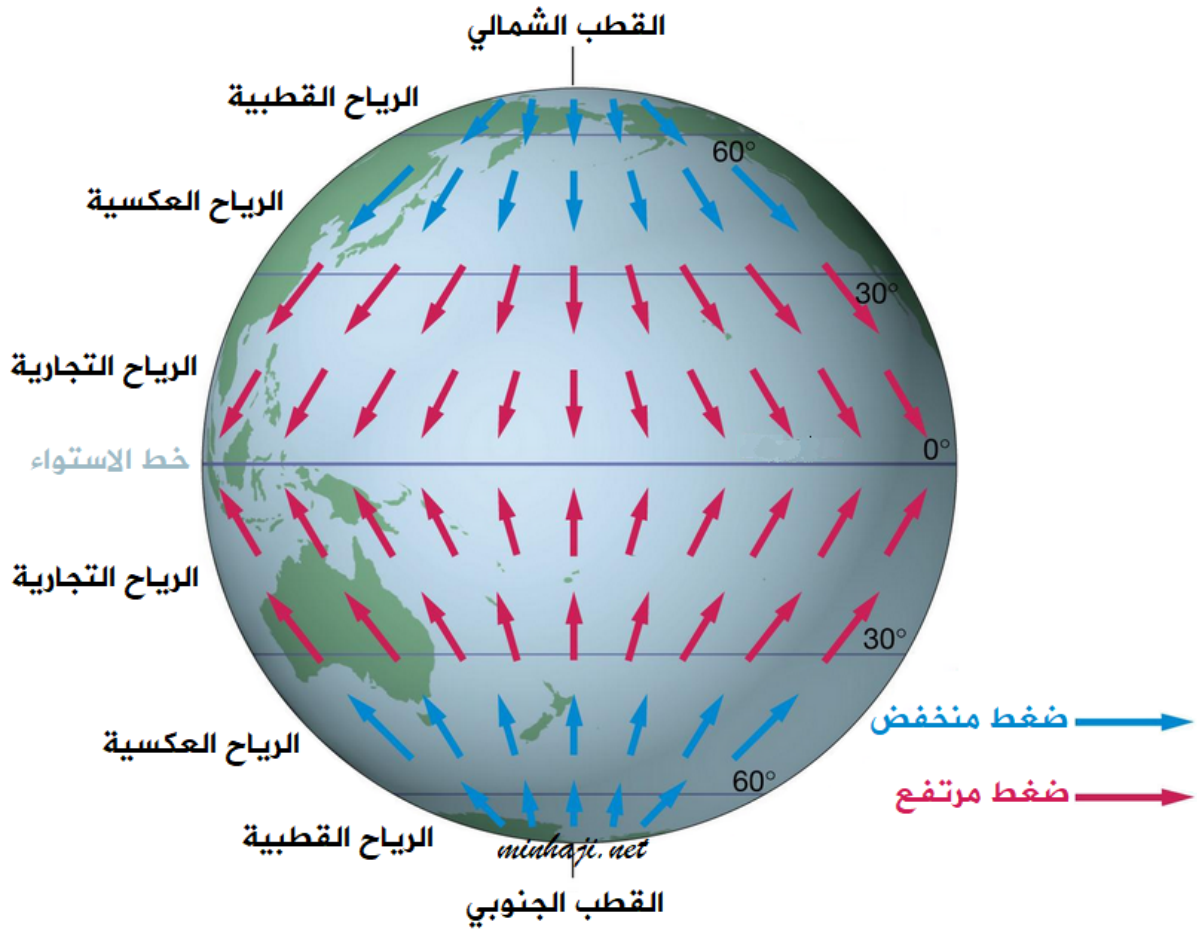 القطب الشمالي
الرياح القطبية
60°
الرياح العكسية
30°
الرياح التجارية
0°
خط الاستواء
الرياح التجارية
30°
ضغط منخفض
الرياح العكسية
60°
ضغط مرتفع
الرياح القطبية
minhaji.net
القطب الجنوبي